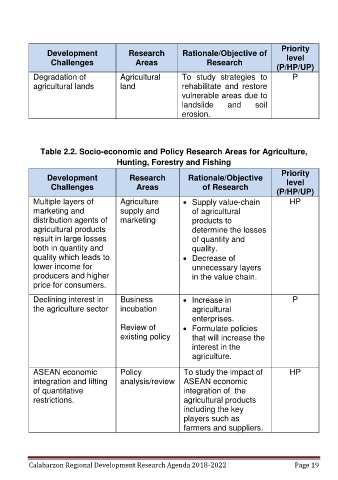 Development Challenges | Research Areas | Rationale/Objective of Research | Priority level (P/HP/UP)
Degradation of agricultural lands | Agricultural land | To study strategies to rehabilitate and restore vulnerable areas due to landslide and soil erosion. | P
Table 2.2. Socio-economic and Policy Research Areas for Agriculture,
Hunting, Forestry and Fishing
Development Challenges | Research Areas | Rationale/Objective of Research | Priority level (P/HP/UP)
Multiple layers of marketing and distribution agents of agricultural products result in large losses both in quantity and quality which leads to lower income for producers and higher price for consumers. | Agriculture supply and marketing | • Supply value-chain of agricultural products to determine the losses of quantity and quality. • Decrease of unnecessary layers in the value chain. | HP
Declining interest in the agriculture sector | Business incubation Review of existing policy | • Increase in agricultural enterprises. • Formulate policies that will increase the interest in the agriculture. | P
ASEAN economic integration and lifting of quantitative restrictions. | Policy analysis/review | To study the impact of ASEAN economic integration of the agricultural products including the key players such as farmers and suppliers. | HP
Calabarzon Regional Development Research Agenda 2018-2022 Page 19